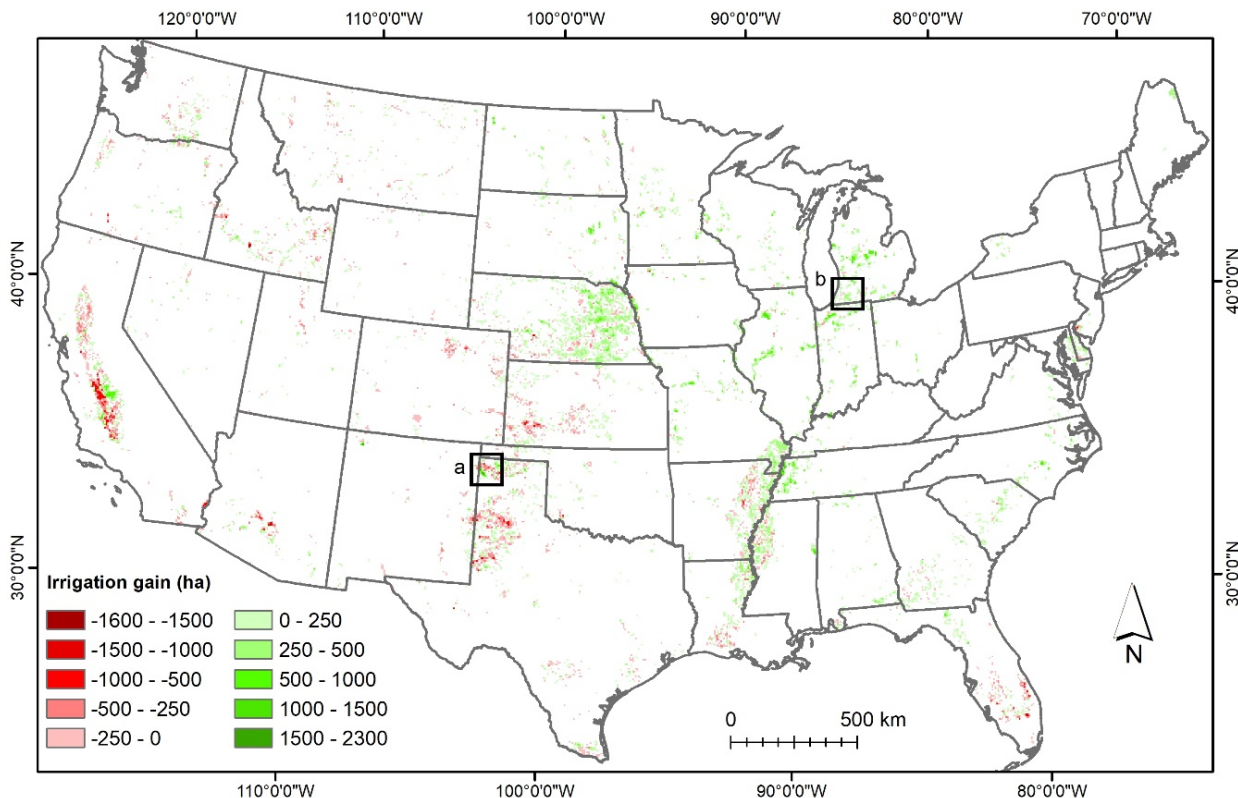 120°0'0"W 110°0'0"W 100°0'0"W 90°0'0"W 80°0'0"W 70°0'0"W
40°0'0"N
40°0'0"N
b
a
30°0'0"N
30°0'0"N
Irrigation gain (ha)
-1600 - -1500 0 - 250
-1500 - -1000 250 - 500
-1000 - -500 500 - 1000
-500 - -250 1000 - 1500
-250 - 0 1500 - 2300
0 500 km
N
110°0'0"W 100°0'0"W 90°0'0"W 80°0'0"W